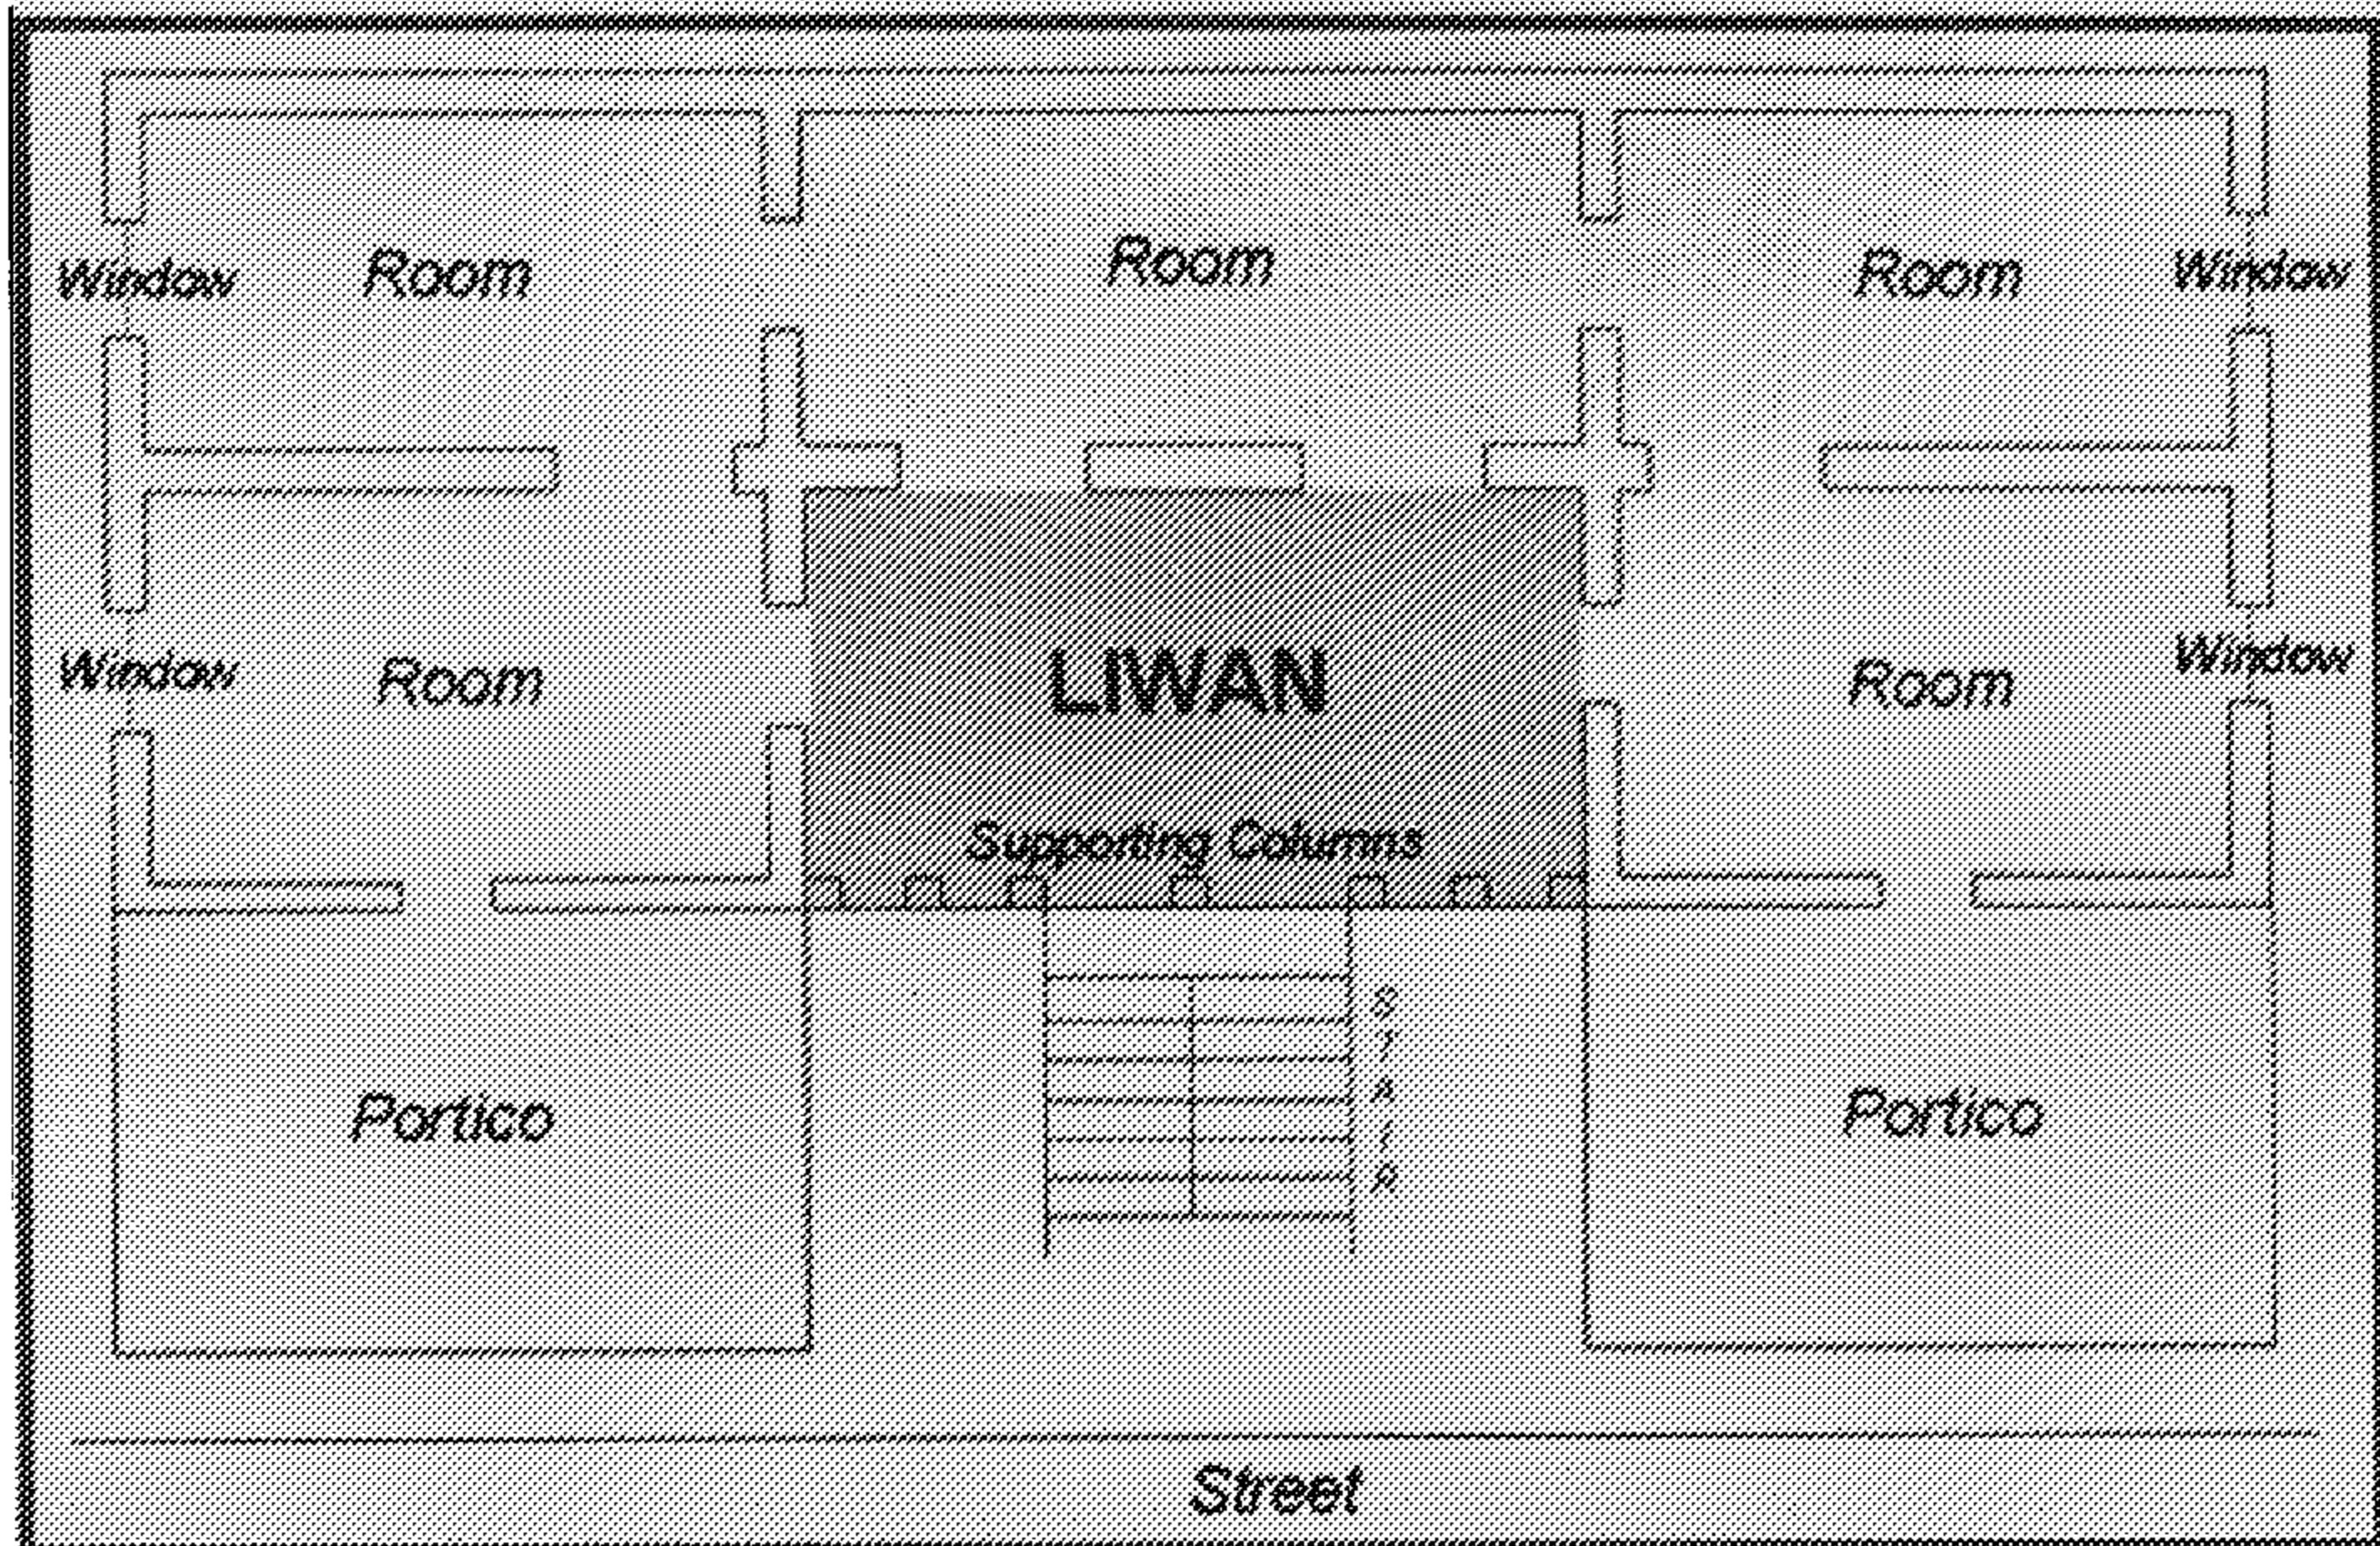 Window Room Room Room Window
Window Room LIWAN Room Window
Supporting Columns
S
T
A
I
R
Portico Portico
Street